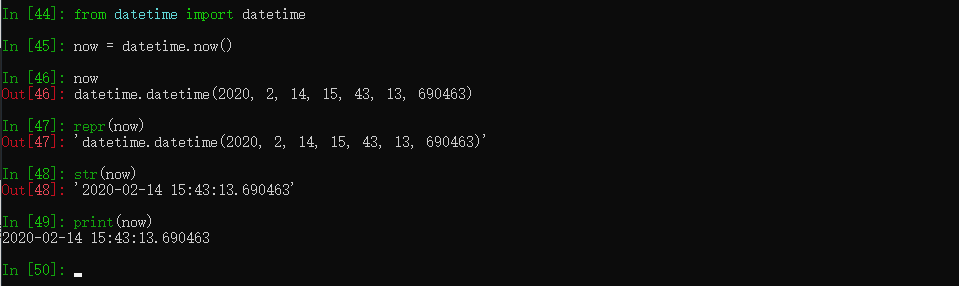 In [44]: from datetime import datetime
In [45]: now = datetime.now()
In [46]: now
Out[46]: datetime.datetime(2020, 2, 14, 15, 43, 13, 690463)
In [47]: repr(now)
Out[47]: 'datetime.datetime(2020, 2, 14, 15, 43, 13, 690463)'
In [48]: str(now)
Out[48]: '2020-02-14 15:43:13.690463'
In [49]: print(now)
2020-02-14 15:43:13.690463
In [50]: